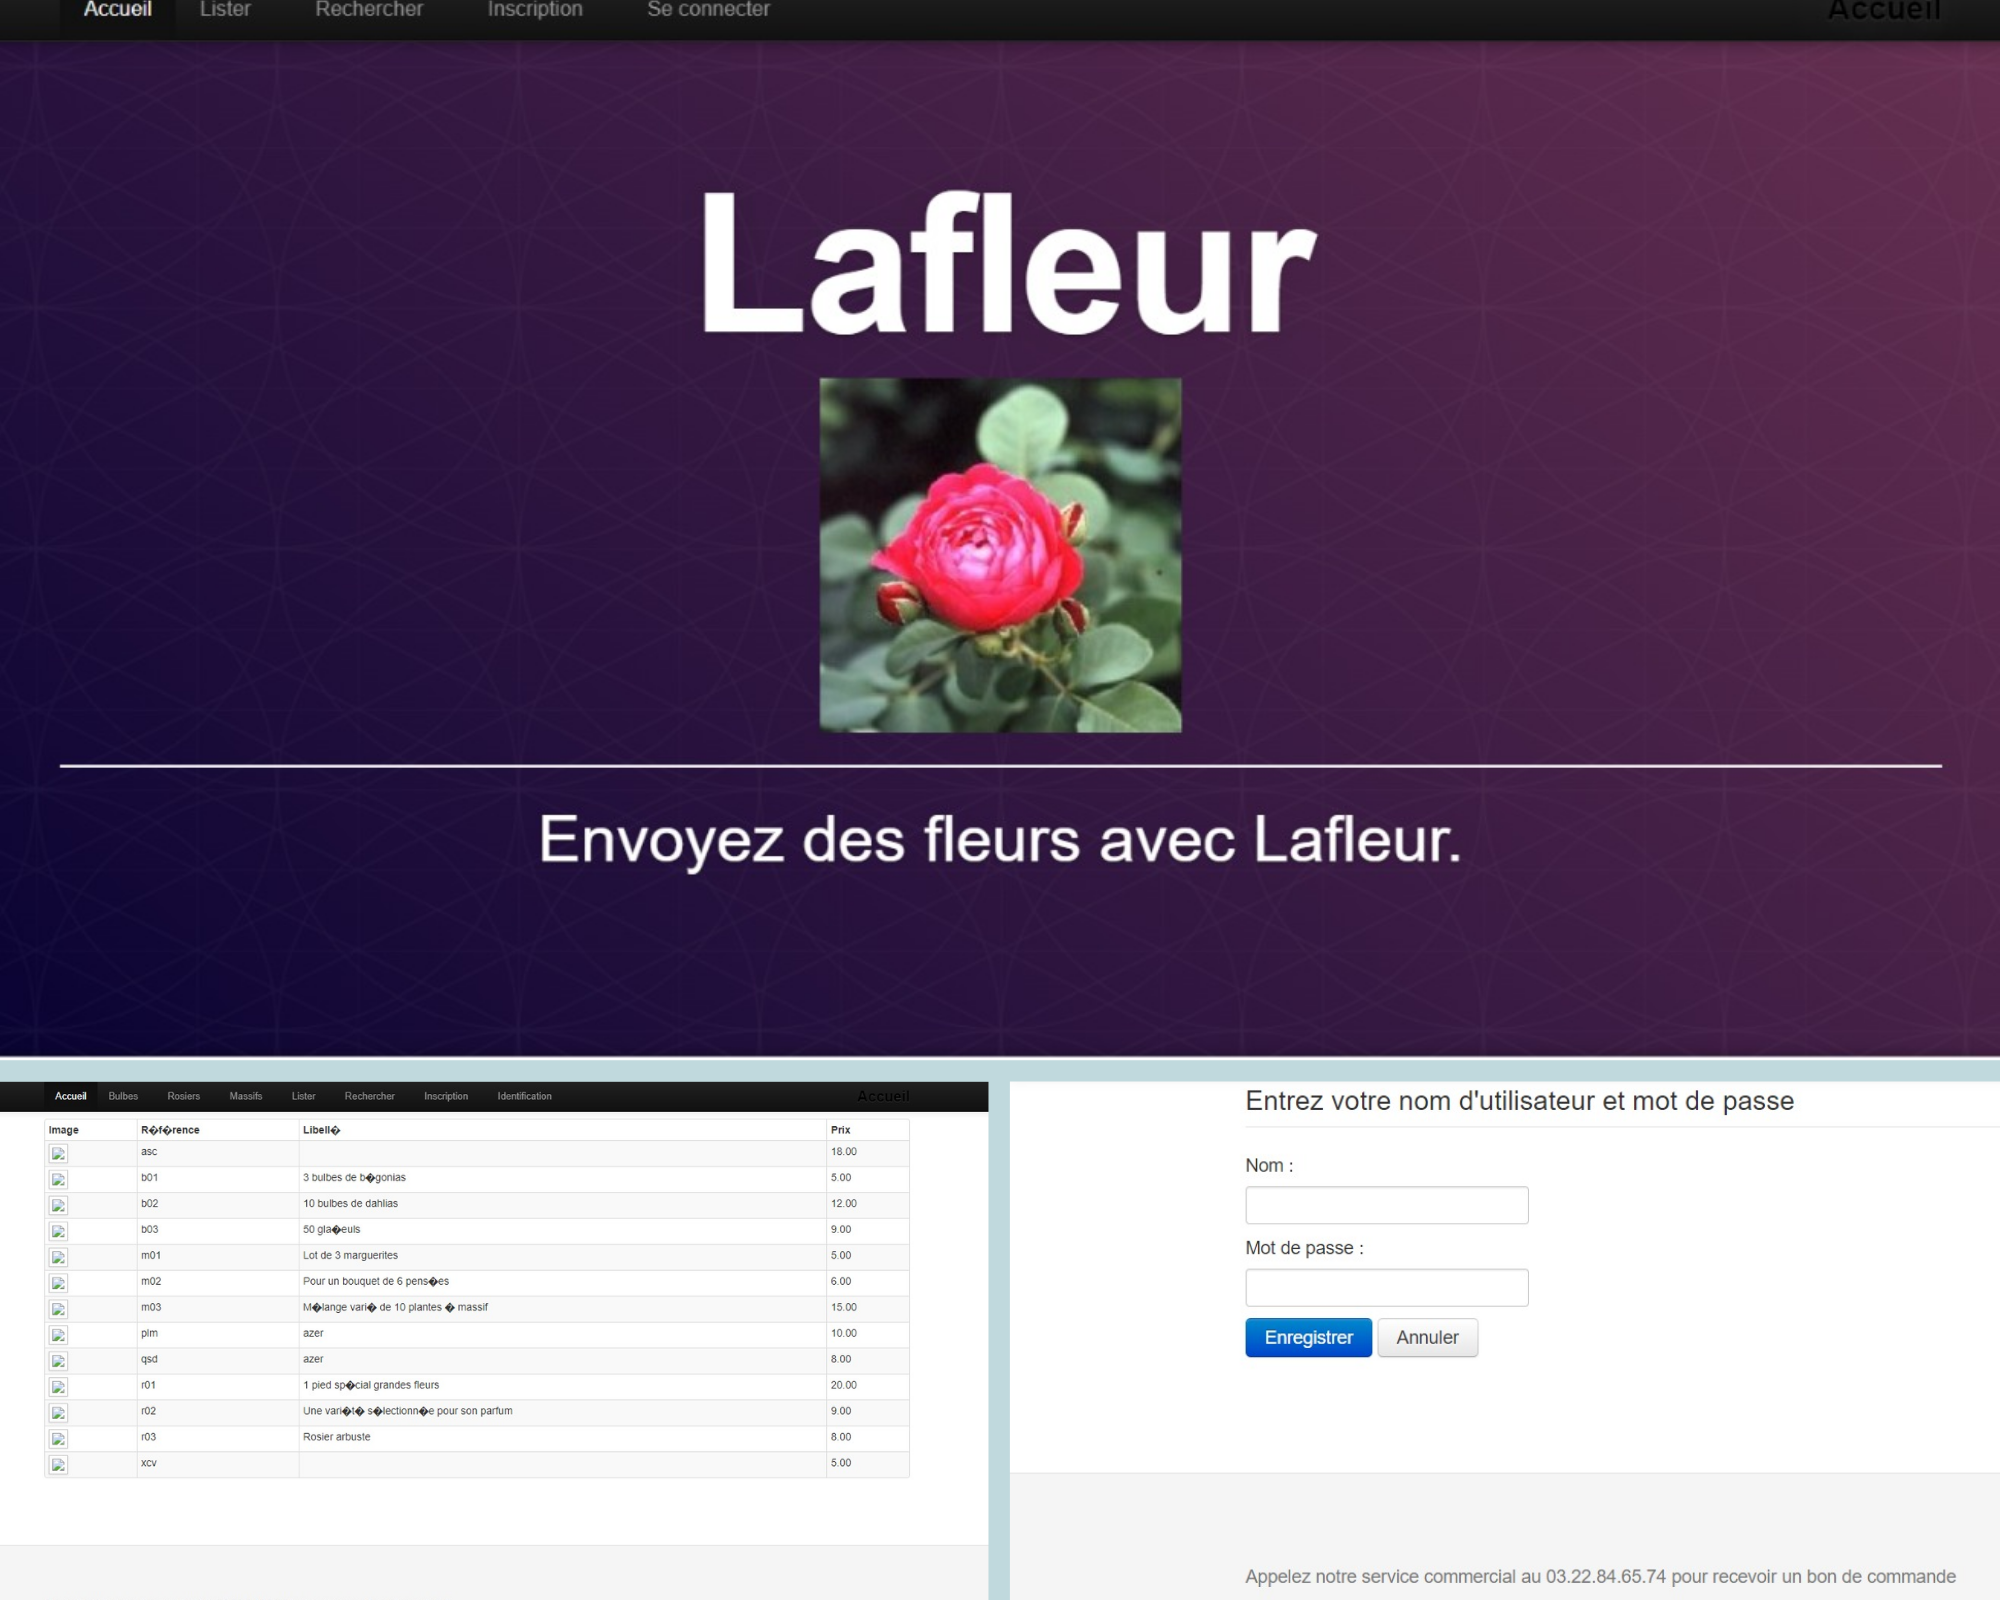 Accueil Lister Rechercher Inscription Se connecter Accueil
Lafleur
Envoyez des fleurs avec Lafleur.
Accueil Bulbes Rosiers Massifs Lister Rechercher Inscription Identification Accueil
Image R�f�rence Libell� Prix
asc 18.00
b01 3 bulbes de b�gonias 5.00
b02 10 bulbes de dahlias 12.00
b03 50 gla�euls 9.00
m01 Lot de 3 marguerites 5.00
m02 Pour un bouquet de 6 pens�es 6.00
m03 M�lange vari� de 10 plantes � massif 15.00
plm azer 10.00
qsd azer 8.00
r01 1 pied sp�cial grandes fleurs 20.00
r02 Une vari�t� s�lectionn�e pour son parfum 9.00
r03 Rosier arbuste 8.00
xcv 5.00
Entrez votre nom d'utilisateur et mot de passe
Nom :
Mot de passe :
Enregistrer Annuler
Appelez notre service commercial au 03.22.84.65.74 pour recevoir un bon de commande